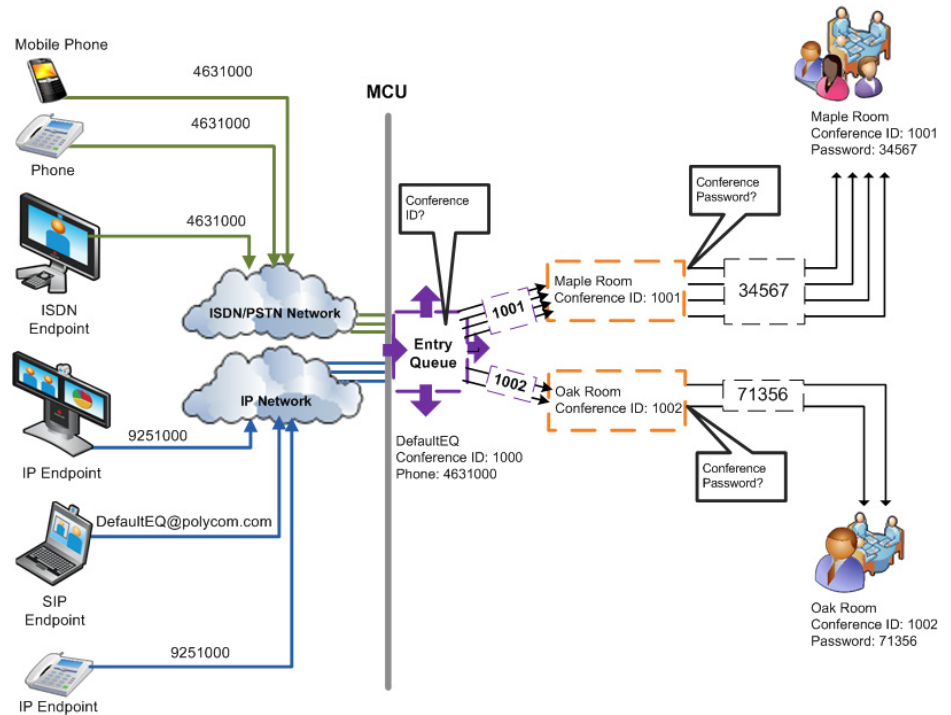 Mobile Phone
4631000
MCU
4631000
Phone
4631000
ISDN
Endpoint
ISDN/PSTN Network
IP Network
9251000
IP Endpoint
DefaultEQ@polycom.com
SIP
Endpoint
9251000
IP Endpoint
Conference
ID?
Entry
Queue
DefaultEQ
Conference ID: 1000
Phone: 4631000
1001
1002
Maple Room
Conference ID: 1001
Conference
Password?
34567
Oak Room
Conference ID: 1002
Conference
Password?
71356
Maple Room
Conference ID: 1001
Password: 34567
Oak Room
Conference ID: 1002
Password: 71356